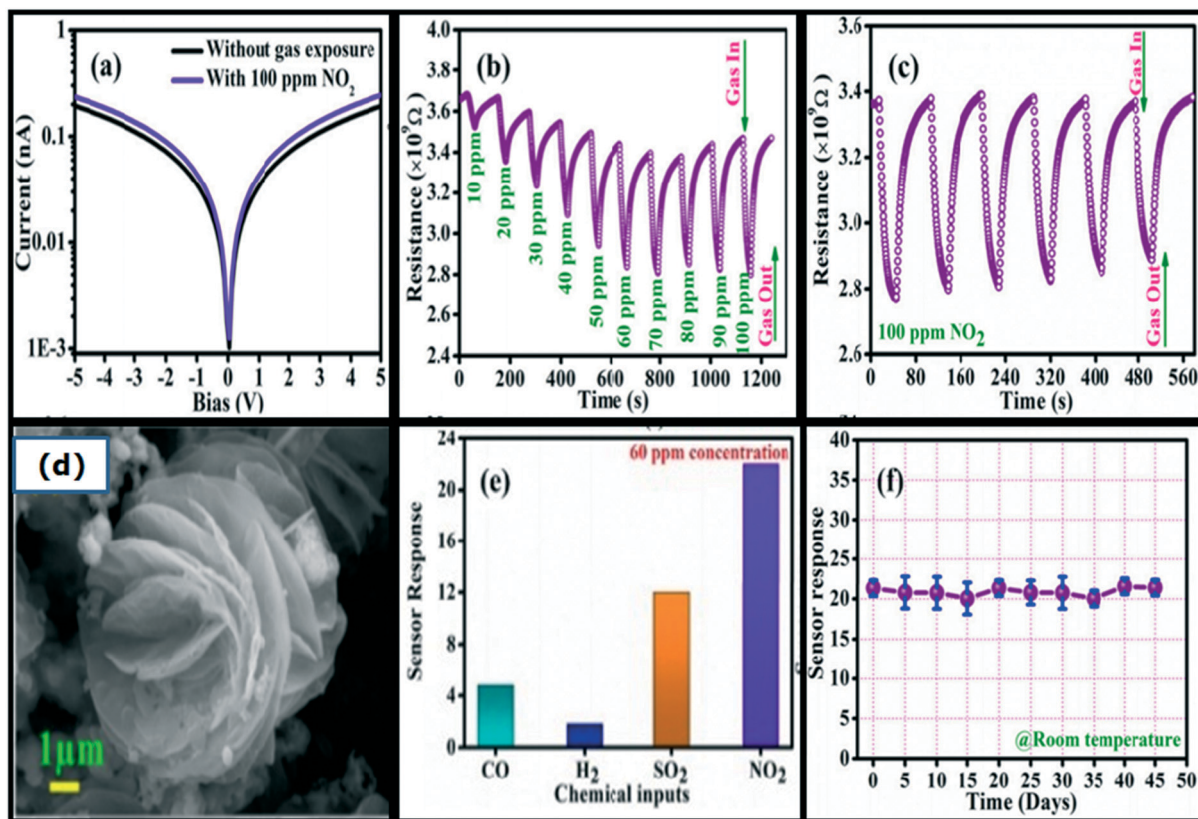 (a)
Without gas exposure
With 100 ppm NO₂
Current (nA)
1
0.1
0.01
1E-3
-5 -4 -3 -2 -1 0 1 2 3 4 5
Bias (V)
(b)
Resistance (×10⁹Ω)
4.0
3.6
3.4
3.2
3.0
2.8
2.4
10 ppm
20 ppm
30 ppm
40 ppm
50 ppm
60 ppm
70 ppm
80 ppm
90 ppm
100 ppm
Gas In
Gas Out
0 200 400 600 800 1000 1200
Time (s)
(c)
Resistance (×10⁹Ω)
3.6
3.4
3.2
3.0
2.8
2.6
Gas In
Gas Out
100 ppm NO₂
0 80 160 240 320 400 480 560
Time (s)
(d)
1μm
(e)
60 ppm concentration
Sensor Response
24
20
16
12
8
4
0
CO H₂ SO₂ NO₂
Chemical inputs
(f)
Sensor response
40
35
30
25
20
15
10
5
0
@Room temperature
0 5 10 15 20 25 30 35 40 45 50
Time (Days)